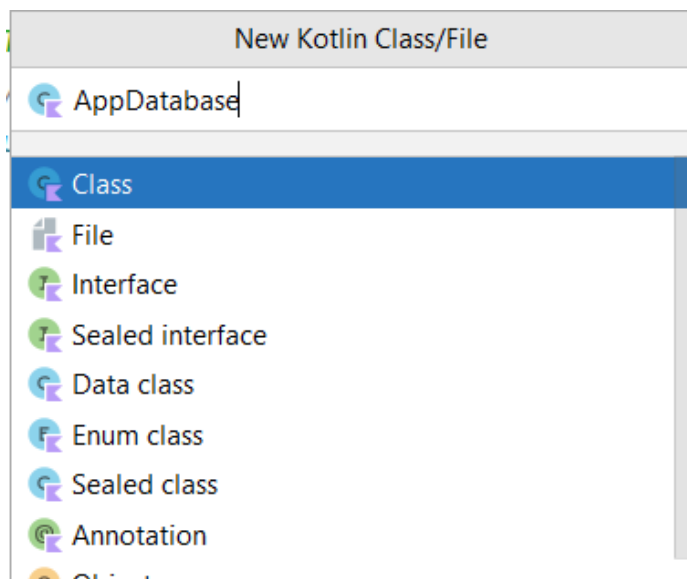 New Kotlin Class/File
AppDatabase
Class
File
Interface
Sealed interface
Data class
Enum class
Sealed class
Annotation